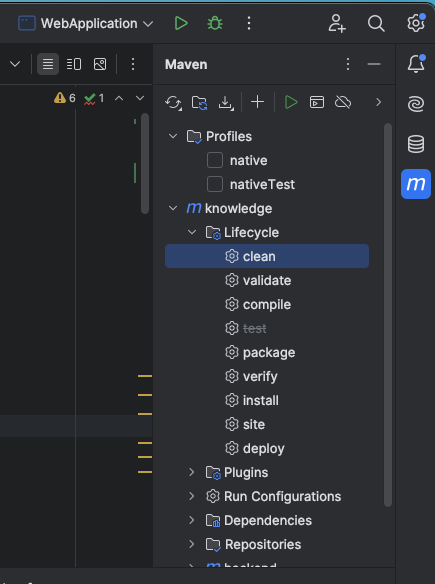 WebApplication
Maven
6 1
Profiles
native
nativeTest
m knowledge
Lifecycle
clean
validate
compile
test
package
verify
install
site
deploy
Plugins
Run Configurations
Dependencies
Repositories
m